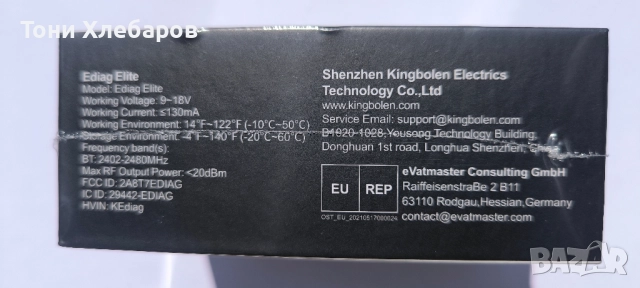 Тони Хлебаров
Ediag Elite
Model: Ediag Elite
Working Voltage: 9~18V
Working Current: ≤130mA
Working Environment: 14°F~122°F (-10°C~50°C)
Storage Environment: -4°F~140°F (-20°C~60°C)
Frequency band(s):
BT: 2402-2480MHz
Max RF Output Power: <20dBm
FCC ID: 2A8T7EDIAG
IC ID: 29442-EDIAG
HVIN: KEdiag
Shenzhen Kingbolen Electrics
Technology Co.,Ltd
www.kingbolen.com
Service Email: support@kingbolen.com
B1020-1028,Yousong Technology Building,
Donghuan 1st road, Longhua Shenzhen, China
EU REP
eVatmaster Consulting GmbH
RaiffeisenstraBe 2 B11
63110 Rodgau,Hessian,Germany
contact@evatmaster.com
OST_EU_20210517000024
BAZAR